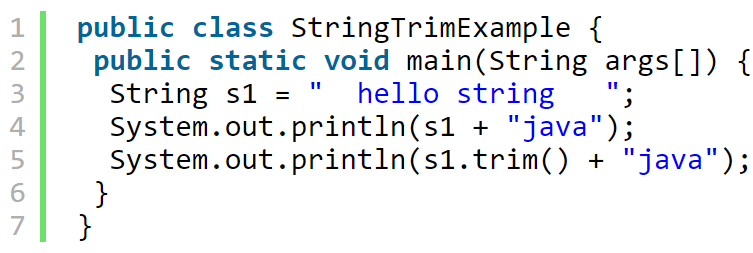 1 public class StringTrimExample {
2  public static void main(String args[]) {
3   String s1 = "  hello string   ";
4   System.out.println(s1 + "java");
5   System.out.println(s1.trim() + "java");
6  }
7 }